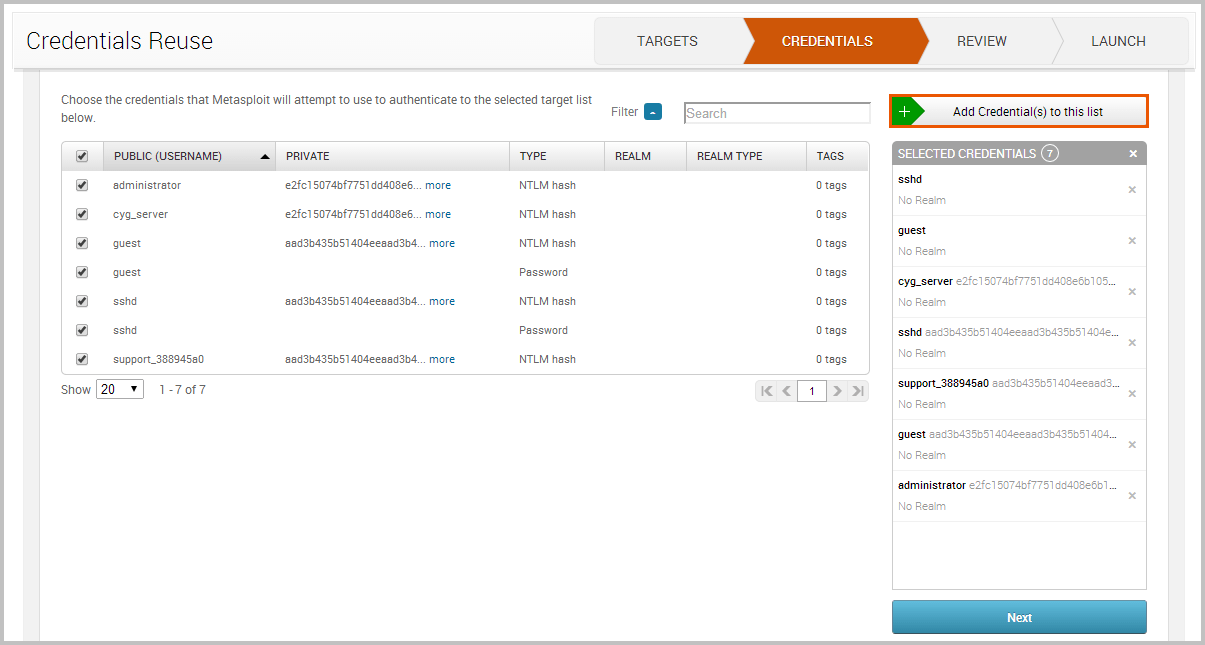 Credentials Reuse
TARGETS
CREDENTIALS
REVIEW
LAUNCH
Choose the credentials that Metasploit will attempt to use to authenticate to the selected target list
below.
Filter
Search
+ Add Credential(s) to this list
PUBLIC (USERNAME) PRIVATE TYPE REALM REALM TYPE TAGS
administrator e2fc15074bf7751dd408e6... more NTLM hash 0 tags
cyg_server e2fc15074bf7751dd408e6... more NTLM hash 0 tags
guest aad3b435b51404eeaad3b4... more NTLM hash 0 tags
guest Password 0 tags
sshd aad3b435b51404eeaad3b4... more NTLM hash 0 tags
sshd Password 0 tags
support_388945a0 aad3b435b51404eeaad3b4... more NTLM hash 0 tags
Show 20 1 - 7 of 7
1
SELECTED CREDENTIALS 7 ×
sshd
No Realm
×
guest
No Realm
×
cyg_server e2fc15074bf7751dd408e6b105...
No Realm
×
sshd aad3b435b51404eeaad3b435b51404e...
No Realm
×
support_388945a0 aad3b435b51404eeaad3...
No Realm
×
guest aad3b435b51404eeaad3b435b51404...
No Realm
×
administrator e2fc15074bf7751dd408e6b1...
No Realm
×
Next